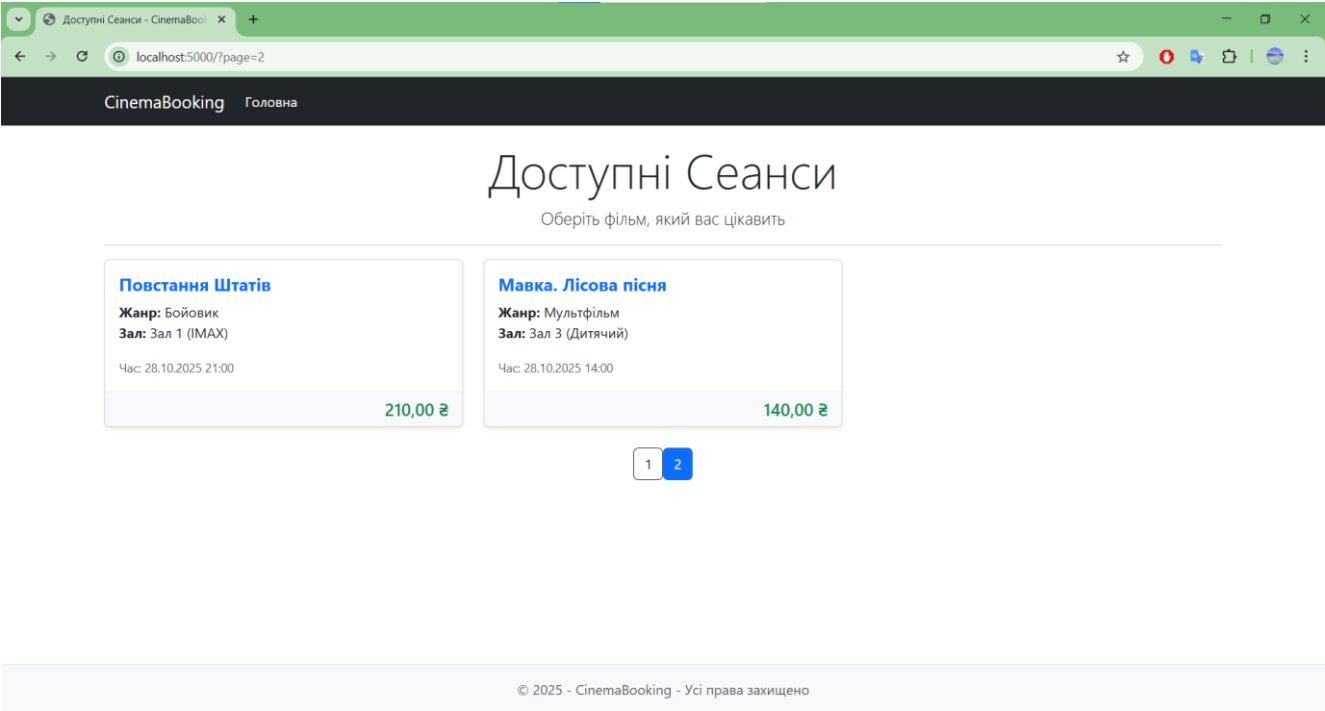 Доступні Сеанси - CinemaBoo
localhost:5000/?page=2
CinemaBooking Головна
Доступні Сеанси
Оберіть фільм, який вас цікавить
Повстання Штатів
Жанр: Бойовик
Зал: Зал 1 (IMAX)
Час: 28.10.2025 21:00
210,00 ₴
Мавка. Лісова пісня
Жанр: Мультфільм
Зал: Зал 3 (Дитячий)
Час: 28.10.2025 14:00
140,00 ₴
1 2
© 2025 - CinemaBooking - Усі права захищено